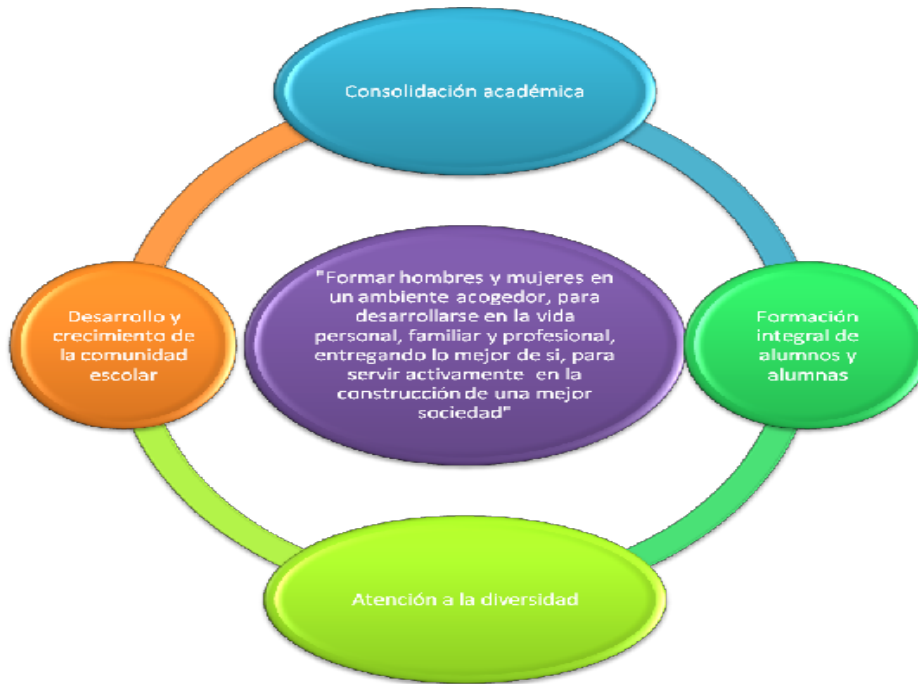 Consolidación académica
"Formar hombres y mujeres en
un ambiente acogedor, para
desarrollarse en la vida
personal, familiar y profesional,
entregando lo mejor de si, para
servir activamente en la
construcción de una mejor
sociedad"
Desarrollo y
crecimiento de
la comunidad
escolar
Formación
integral de
alumnos y
alumnas
Atención a la diversidad